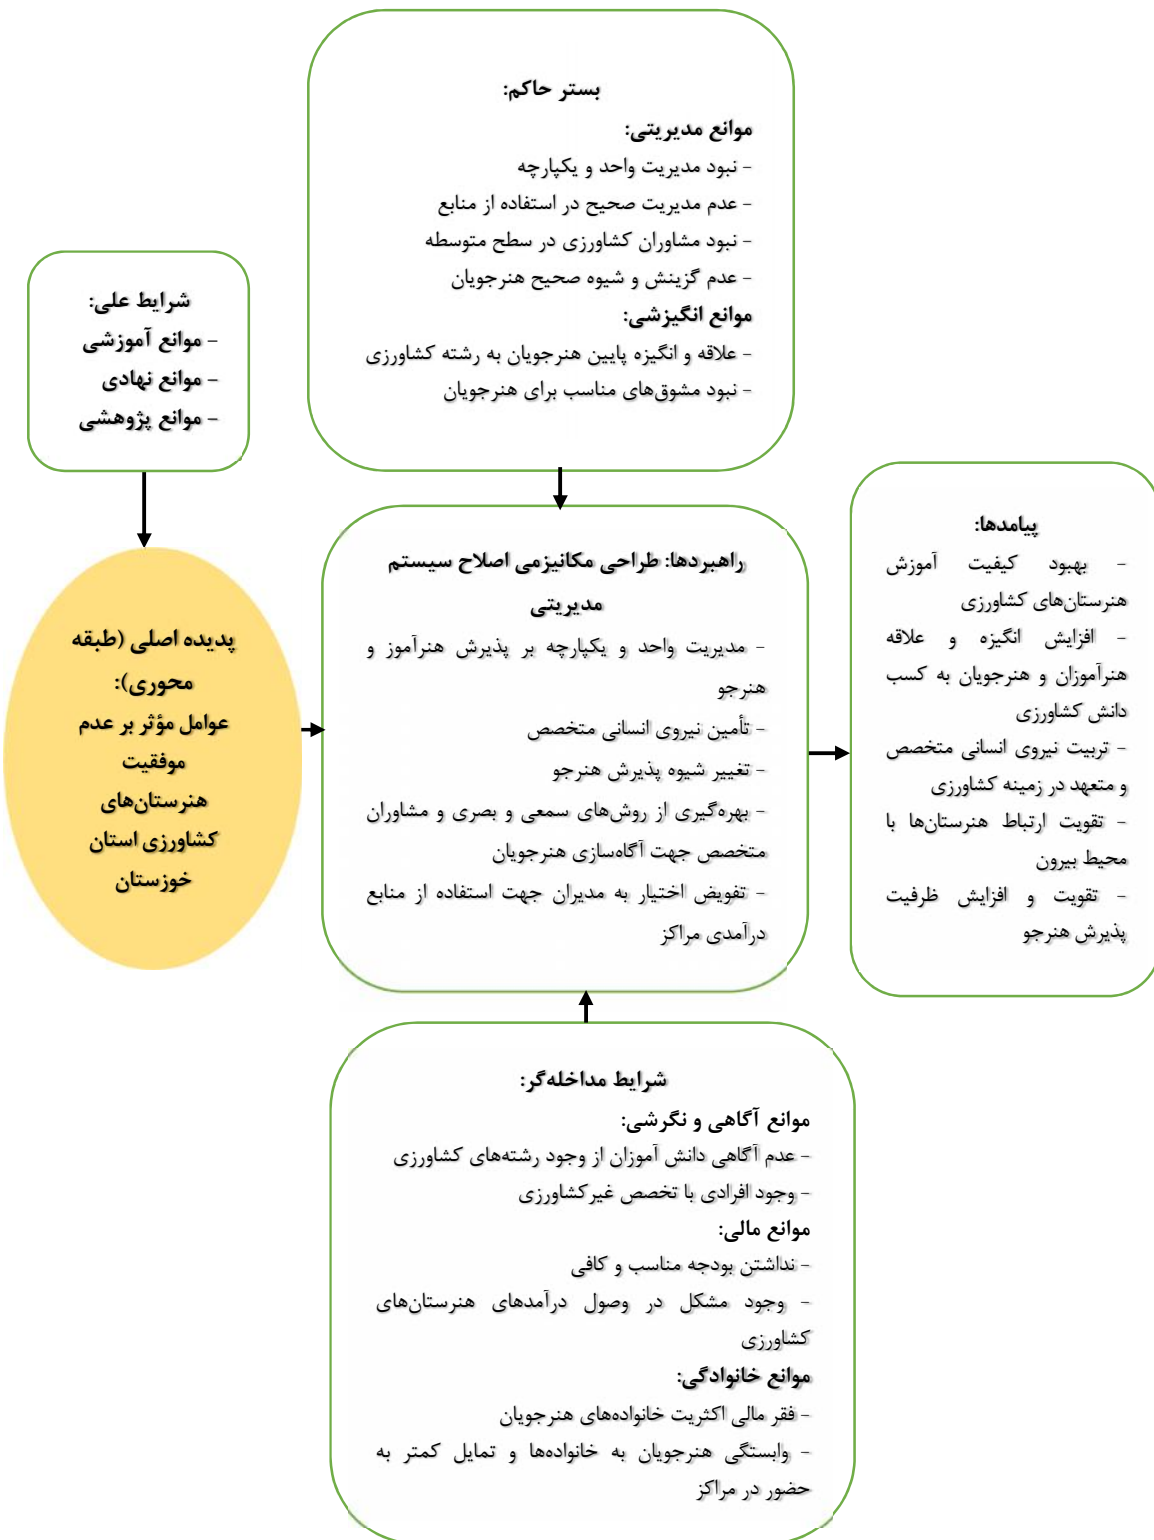 بستر حاکم:
موانع مدیریتی:
- نبود مدیریت واحد و یکپارچه
- عدم مدیریت صحیح در استفاده از منابع
- نبود مشاوران کشاورزی در سطح متوسطه
- عدم گزینش و شیوه صحیح هنرجویان
موانع انگیزشی:
- علاقه و انگیزه پایین هنرجویان به رشته کشاورزی
- نبود مشوق‌های مناسب برای هنرجویان
شرایط علی:
- موانع آموزشی
- موانع نهادی
- موانع پژوهشی
پدیده اصلی (طبقه
محوری):
عوامل مؤثر بر عدم
موفقیت
هنرستان‌های
کشاورزی استان
خوزستان
راهبردها: طراحی مکانیزمی اصلاح سیستم
مدیریتی
- مدیریت واحد و یکپارچه بر پذیرش هنرآموز و
هنرجو
- تأمین نیروی انسانی متخصص
- تغییر شیوه پذیرش هنرجو
- بهره‌گیری از روش‌های سمعی و بصری و مشاوران
متخصص جهت آگاه‌سازی هنرجویان
- تفویض اختیار به مدیران جهت استفاده از منابع
درآمدی مراکز
پیامدها:
- بهبود کیفیت آموزش
هنرستان‌های کشاورزی
- افزایش انگیزه و علاقه
هنرآموزان و هنرجویان به کسب
دانش کشاورزی
- تربیت نیروی انسانی متخصص
و متعهد در زمینه کشاورزی
- تقویت ارتباط هنرستان‌ها با
محیط بیرون
- تقویت و افزایش ظرفیت
پذیرش هنرجو
شرایط مداخله‌گر:
موانع آگاهی و نگرشی:
- عدم آگاهی دانش آموزان از وجود رشته‌های کشاورزی
- وجود افرادی با تخصص غیرکشاورزی
موانع مالی:
- نداشتن بودجه مناسب و کافی
- وجود مشکل در وصول درآمدهای هنرستان‌های
کشاورزی
موانع خانوادگی:
- فقر مالی اکثریت خانواده‌های هنرجویان
- وابستگی هنرجویان به خانواده‌ها و تمایل کمتر به
حضور در مراکز